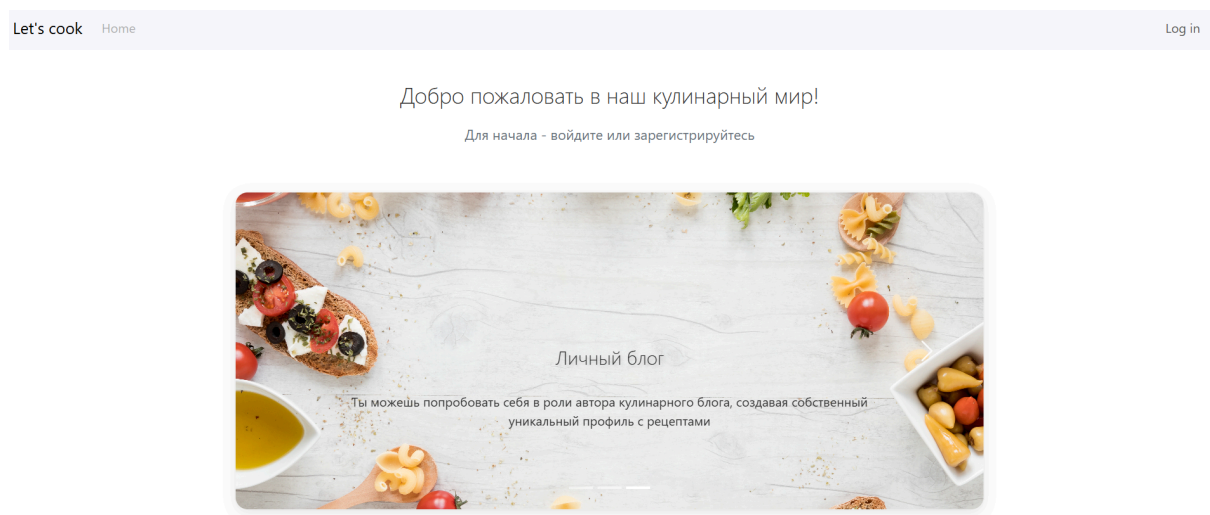 Let's cook Home Log in
Добро пожаловать в наш кулинарный мир!
Для начала - войдите или зарегистрируйтесь
Личный блог
Ты можешь попробовать себя в роли автора кулинарного блога, создавая собственный
уникальный профиль с рецептами